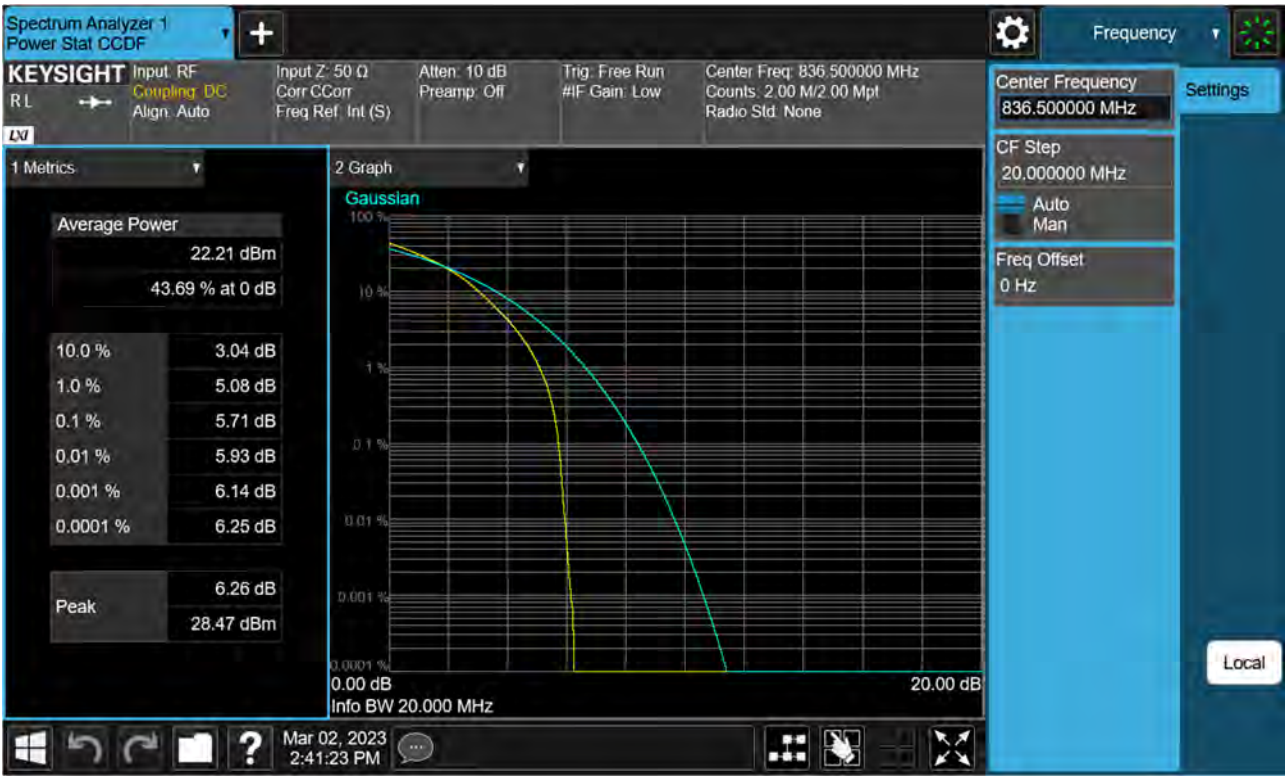 Spectrum Analyzer 1
Power Stat CCDF
Frequency
KEYSIGHT
R L
LXI
Input: RF
Coupling: DC
Align: Auto
Input Z: 50 Ω
Corr CCorr
Freq Ref: Int (S)
Atten: 10 dB
Preamp: Off
Trig: Free Run
#IF Gain: Low
Center Freq: 836.500000 MHz
Counts: 2.00 M/2.00 Mpt
Radio Std: None
Center Frequency
836.500000 MHz
Settings
CF Step
20.000000 MHz
Auto
Man
Freq Offset
0 Hz
Local
1 Metrics
Average Power
22.21 dBm
43.69 % at 0 dB
10.0 % 3.04 dB
1.0 % 5.08 dB
0.1 % 5.71 dB
0.01 % 5.93 dB
0.001 % 6.14 dB
0.0001 % 6.25 dB
Peak
6.26 dB
28.47 dBm
2 Graph
Gaussian
100 %
10 %
1 %
0.1 %
0.01 %
0.001 %
0.0001 %
0.00 dB 20.00 dB
Info BW 20.000 MHz
?
Mar 02, 2023
2:41:23 PM